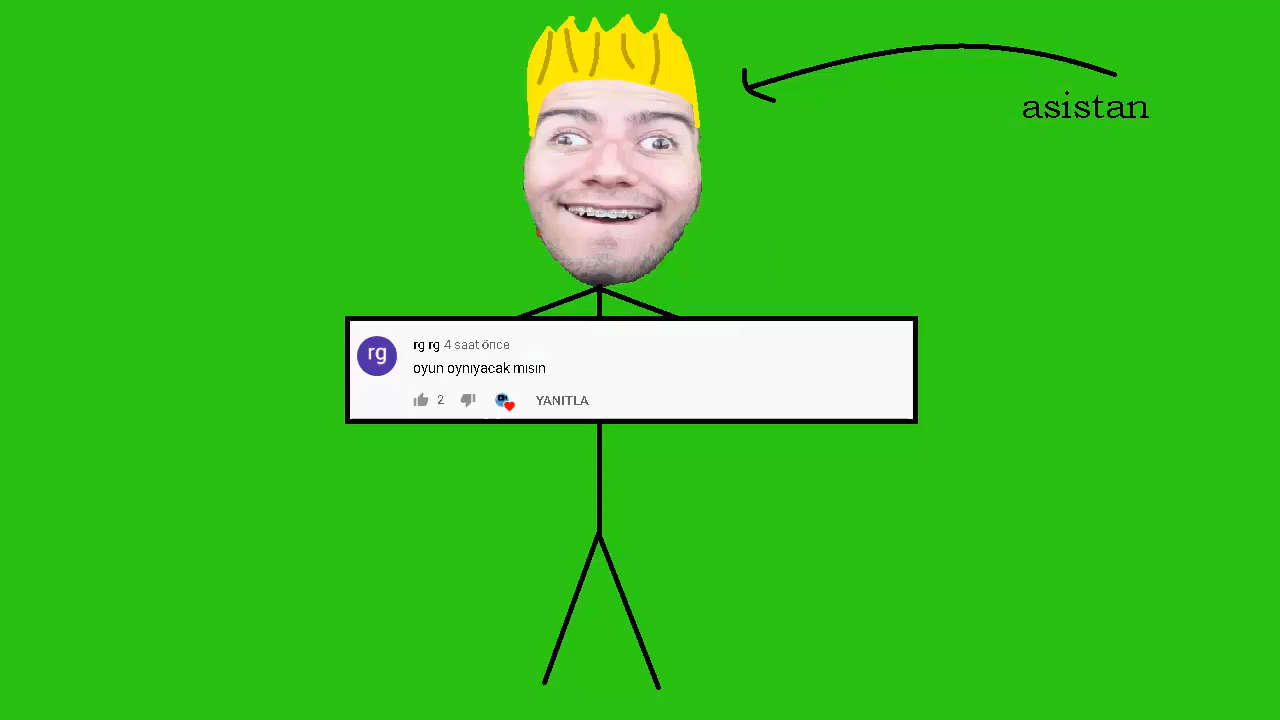 asistan
rg
rg rg 4 saat önce
oyun oynıyacak mısın
2
YANITLA